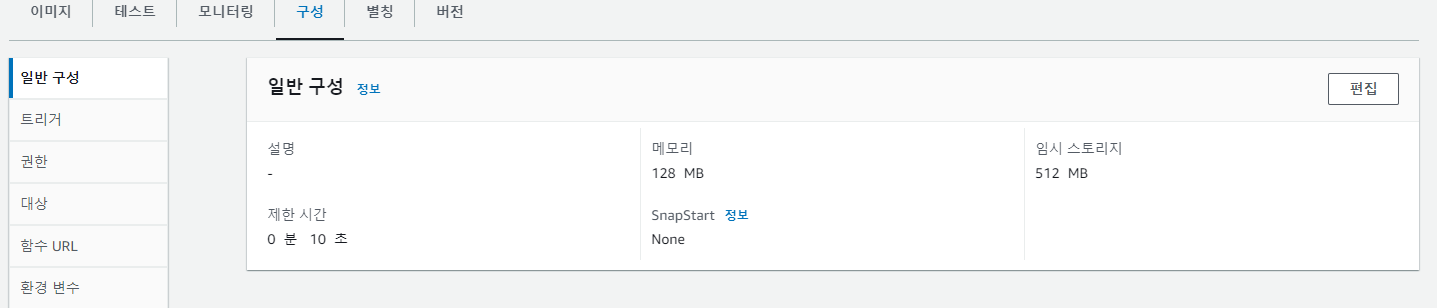 이미지 테스트 모니터링 구성 별칭 버전
일반 구성
트리거
권한
대상
함수 URL
환경 변수
일반 구성 정보
편집
설명 메모리 임시 스토리지
- 128 MB 512 MB
제한 시간 SnapStart 정보
0 분 10 초 None